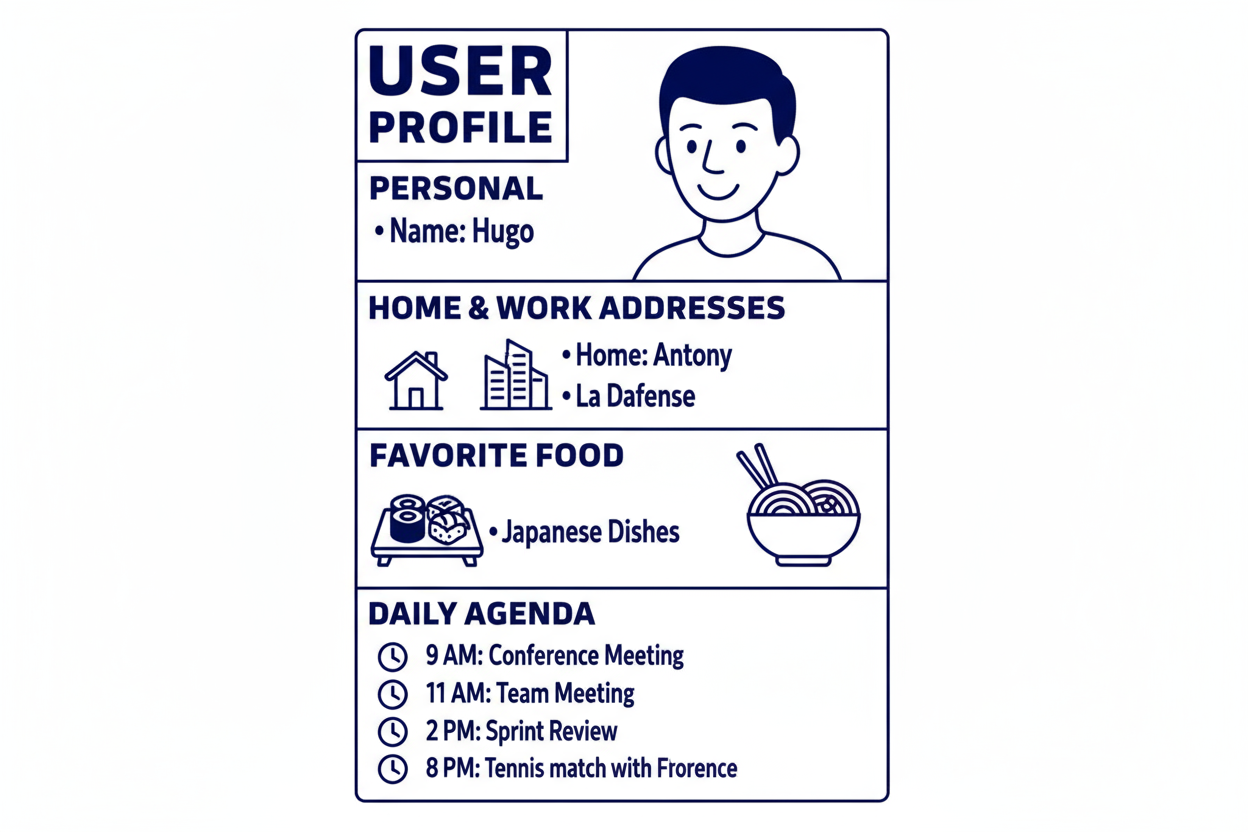 USER
PROFILE
PERSONAL
• Name: Hugo
HOME & WORK ADDRESSES
• Home: Antony
• La Dafense
FAVORITE FOOD
• Japanese Dishes
DAILY AGENDA
9 AM: Conference Meeting
11 AM: Team Meeting
2 PM: Sprint Review
8 PM: Tennis match with Frorence